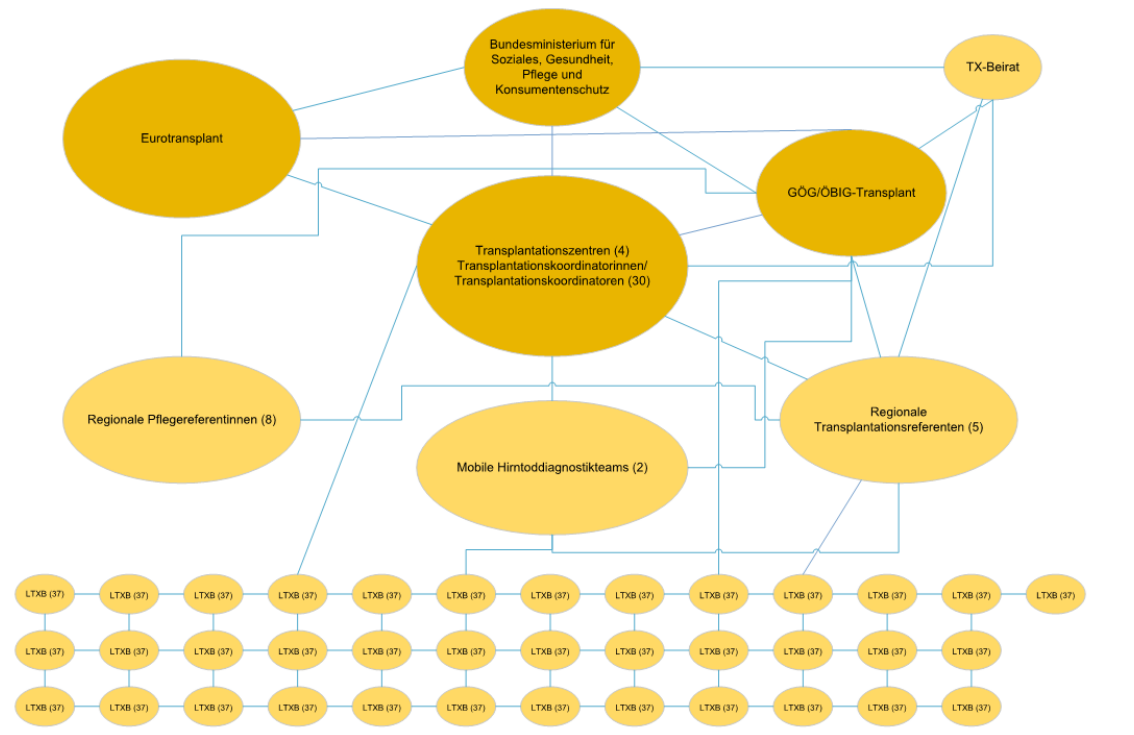 Bundesministerium für
Soziales, Gesundheit,
Pflege und
Konsumentenschutz
TX-Beirat
Eurotransplant
GÖG/ÖBIG-Transplant
Transplantationszentren (4)
Transplantationskoordinatorinnen/
Transplantationskoordinatoren (30)
Regionale Pflegereferentinnen (8)
Regionale
Transplantationsreferenten (5)
Mobile Hirntoddiagnostikteams (2)
LTXB (37) LTXB (37) LTXB (37) LTXB (37) LTXB (37) LTXB (37) LTXB (37) LTXB (37) LTXB (37) LTXB (37) LTXB (37) LTXB (37) LTXB (37)
LTXB (37) LTXB (37) LTXB (37) LTXB (37) LTXB (37) LTXB (37) LTXB (37) LTXB (37) LTXB (37) LTXB (37) LTXB (37) LTXB (37)
LTXB (37) LTXB (37) LTXB (37) LTXB (37) LTXB (37) LTXB (37) LTXB (37) LTXB (37) LTXB (37) LTXB (37) LTXB (37) LTXB (37)